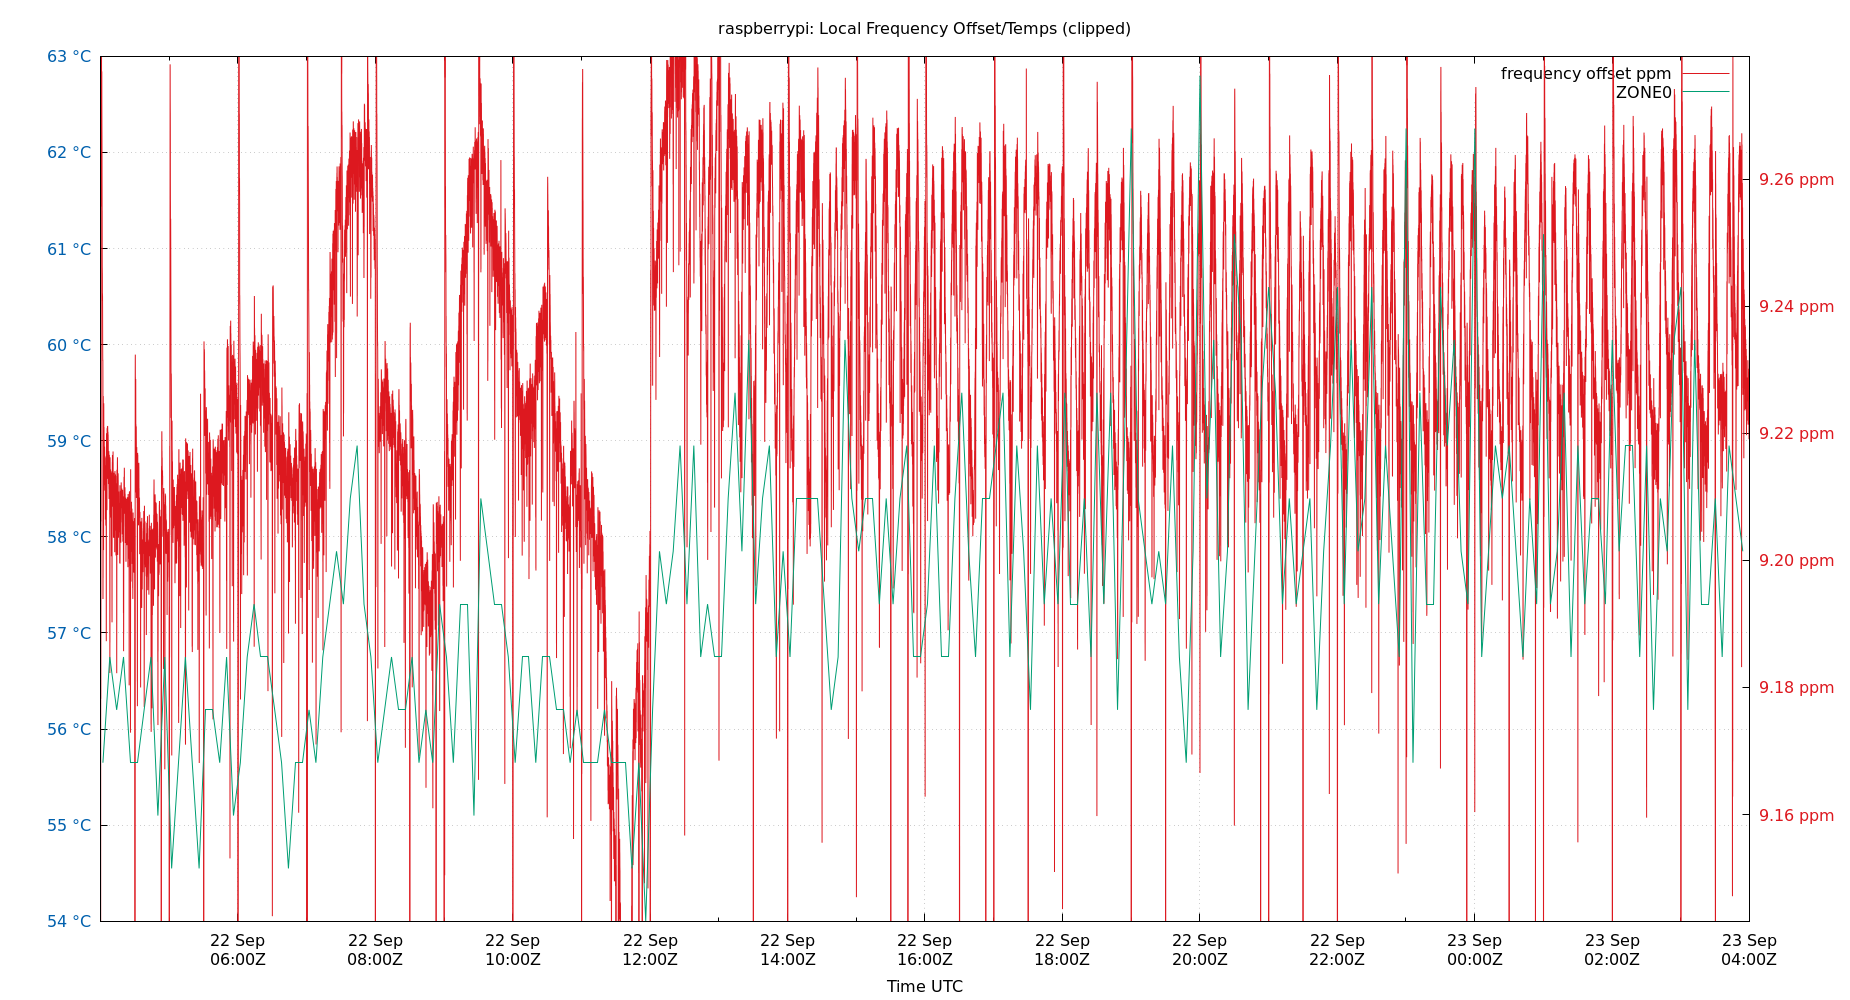 raspberrypi: Local Frequency Offset/Temps (clipped)
frequency offset ppm
ZONE0
63 °C
62 °C
61 °C
60 °C
59 °C
58 °C
57 °C
56 °C
55 °C
54 °C
9.26 ppm
9.24 ppm
9.22 ppm
9.20 ppm
9.18 ppm
9.16 ppm
22 Sep 22 Sep 22 Sep 22 Sep 22 Sep 22 Sep 22 Sep 22 Sep 22 Sep 23 Sep 23 Sep 23 Sep
06:00Z 08:00Z 10:00Z 12:00Z 14:00Z 16:00Z 18:00Z 20:00Z 22:00Z 00:00Z 02:00Z 04:00Z
Time UTC